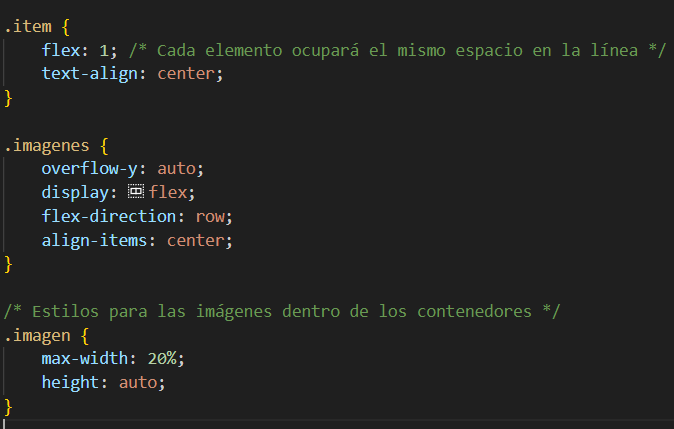 .item {
    flex: 1; /* Cada elemento ocupará el mismo espacio en la línea */
    text-align: center;
}

.imagenes {
    overflow-y: auto;
    display: flex;
    flex-direction: row;
    align-items: center;
}

/* Estilos para las imágenes dentro de los contenedores */
.imagen {
    max-width: 20%;
    height: auto;
}